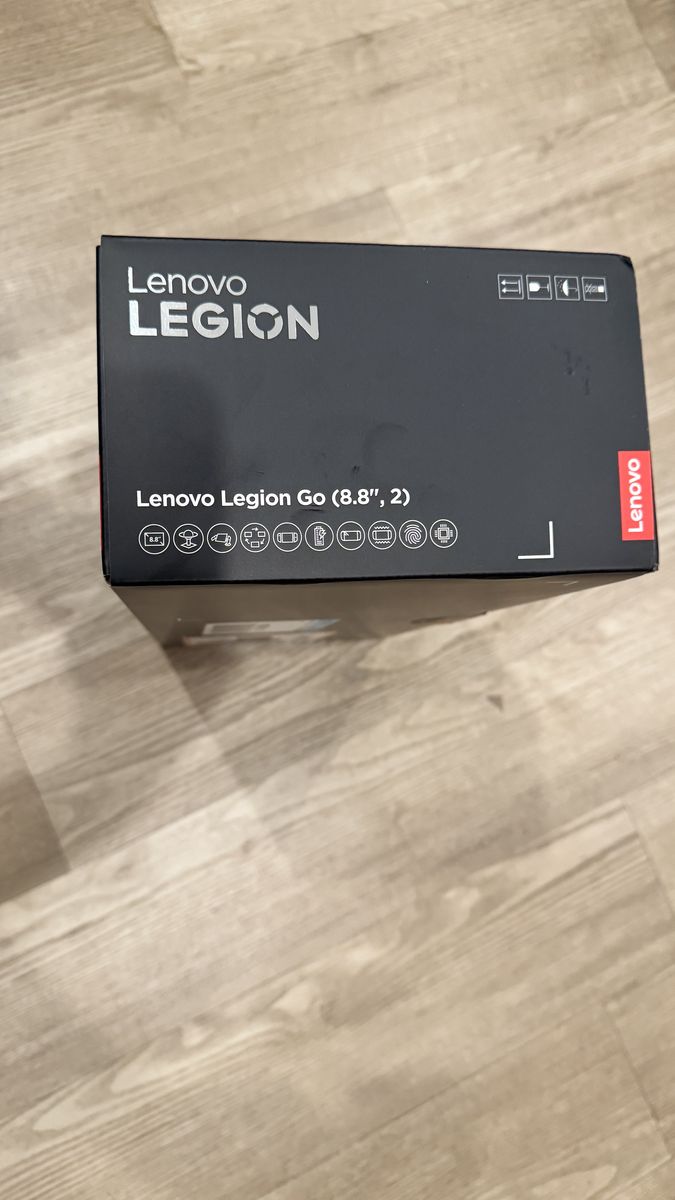 Lenovo
LEGION
Lenovo
Lenovo Legion Go (8.8", 2)
8.8"